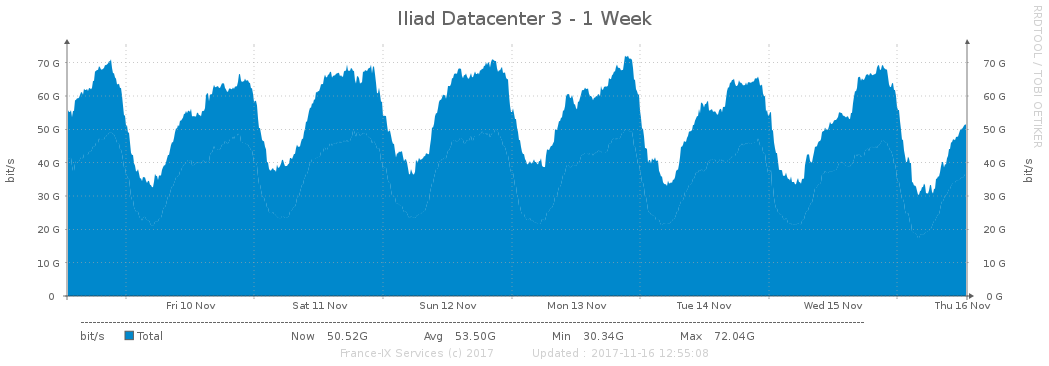 Iliad Datacenter 3 - 1 Week
RRDTOOL / TOBI OETIKER
bit/s
70 G
60 G
50 G
40 G
30 G
20 G
10 G
0
70 G
60 G
50 G
40 G
30 G
20 G
10 G
0 G
bit/s
Fri 10 Nov Sat 11 Nov Sun 12 Nov Mon 13 Nov Tue 14 Nov Wed 15 Nov Thu 16 Nov
bit/s Total Now 50.52G Avg 53.50G Min 30.34G Max 72.04G
France-IX Services (c) 2017 Updated : 2017-11-16 12:55:08